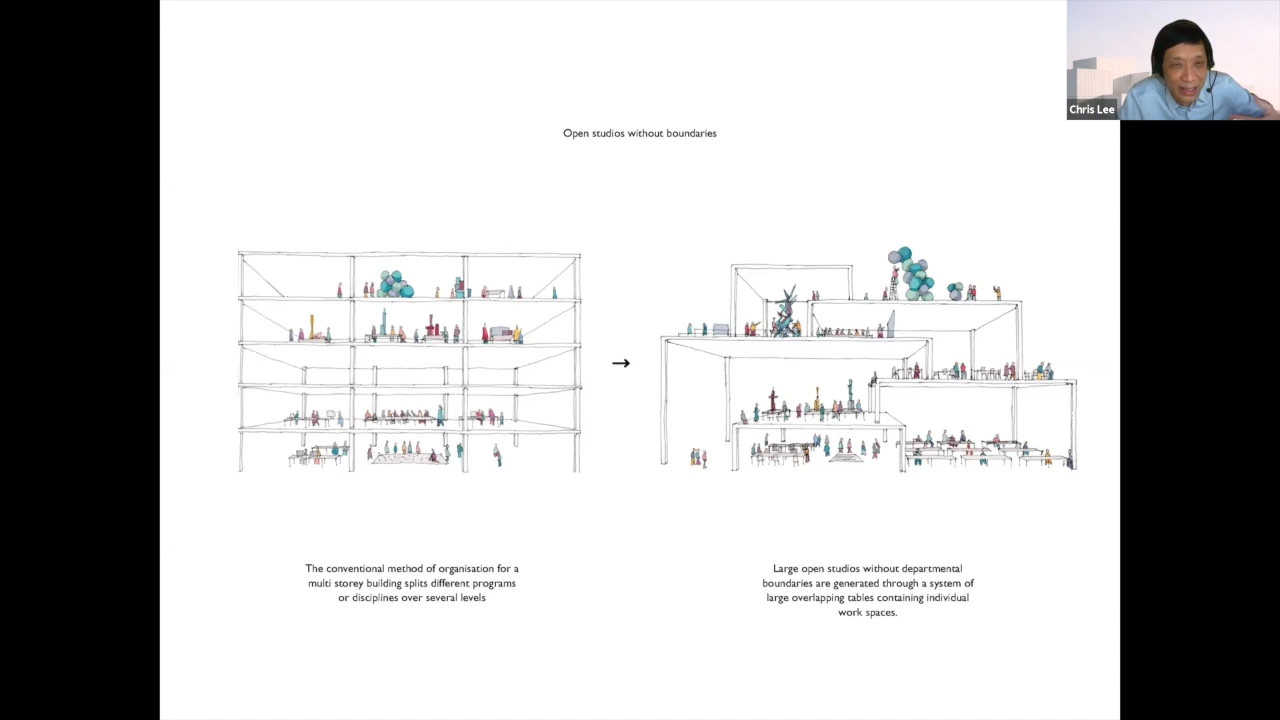 Chris Lee
Open studios without boundaries
The conventional method of organisation for a
multi storey building splits different programs
or disciplines over several levels
Large open studios without departmental
boundaries are generated through a system of
large overlapping tables containing individual
work spaces.